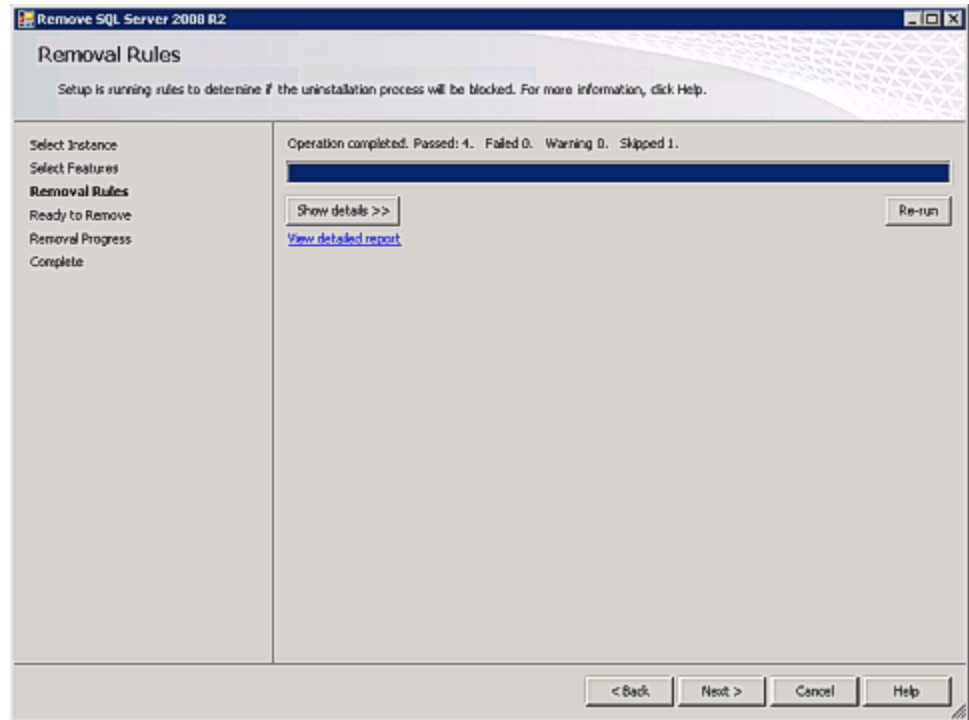 Remove SQL Server 2008 R2
Removal Rules
Setup is running rules to determine if the uninstallation process will be blocked. For more information, click Help.
Select Instance
Select Features
Removal Rules
Ready to Remove
Removal Progress
Complete
Operation completed. Passed: 4. Failed 0. Warning 0. Skipped 1.
Show details >>
Re-run
View detailed report
< Back
Next >
Cancel
Help